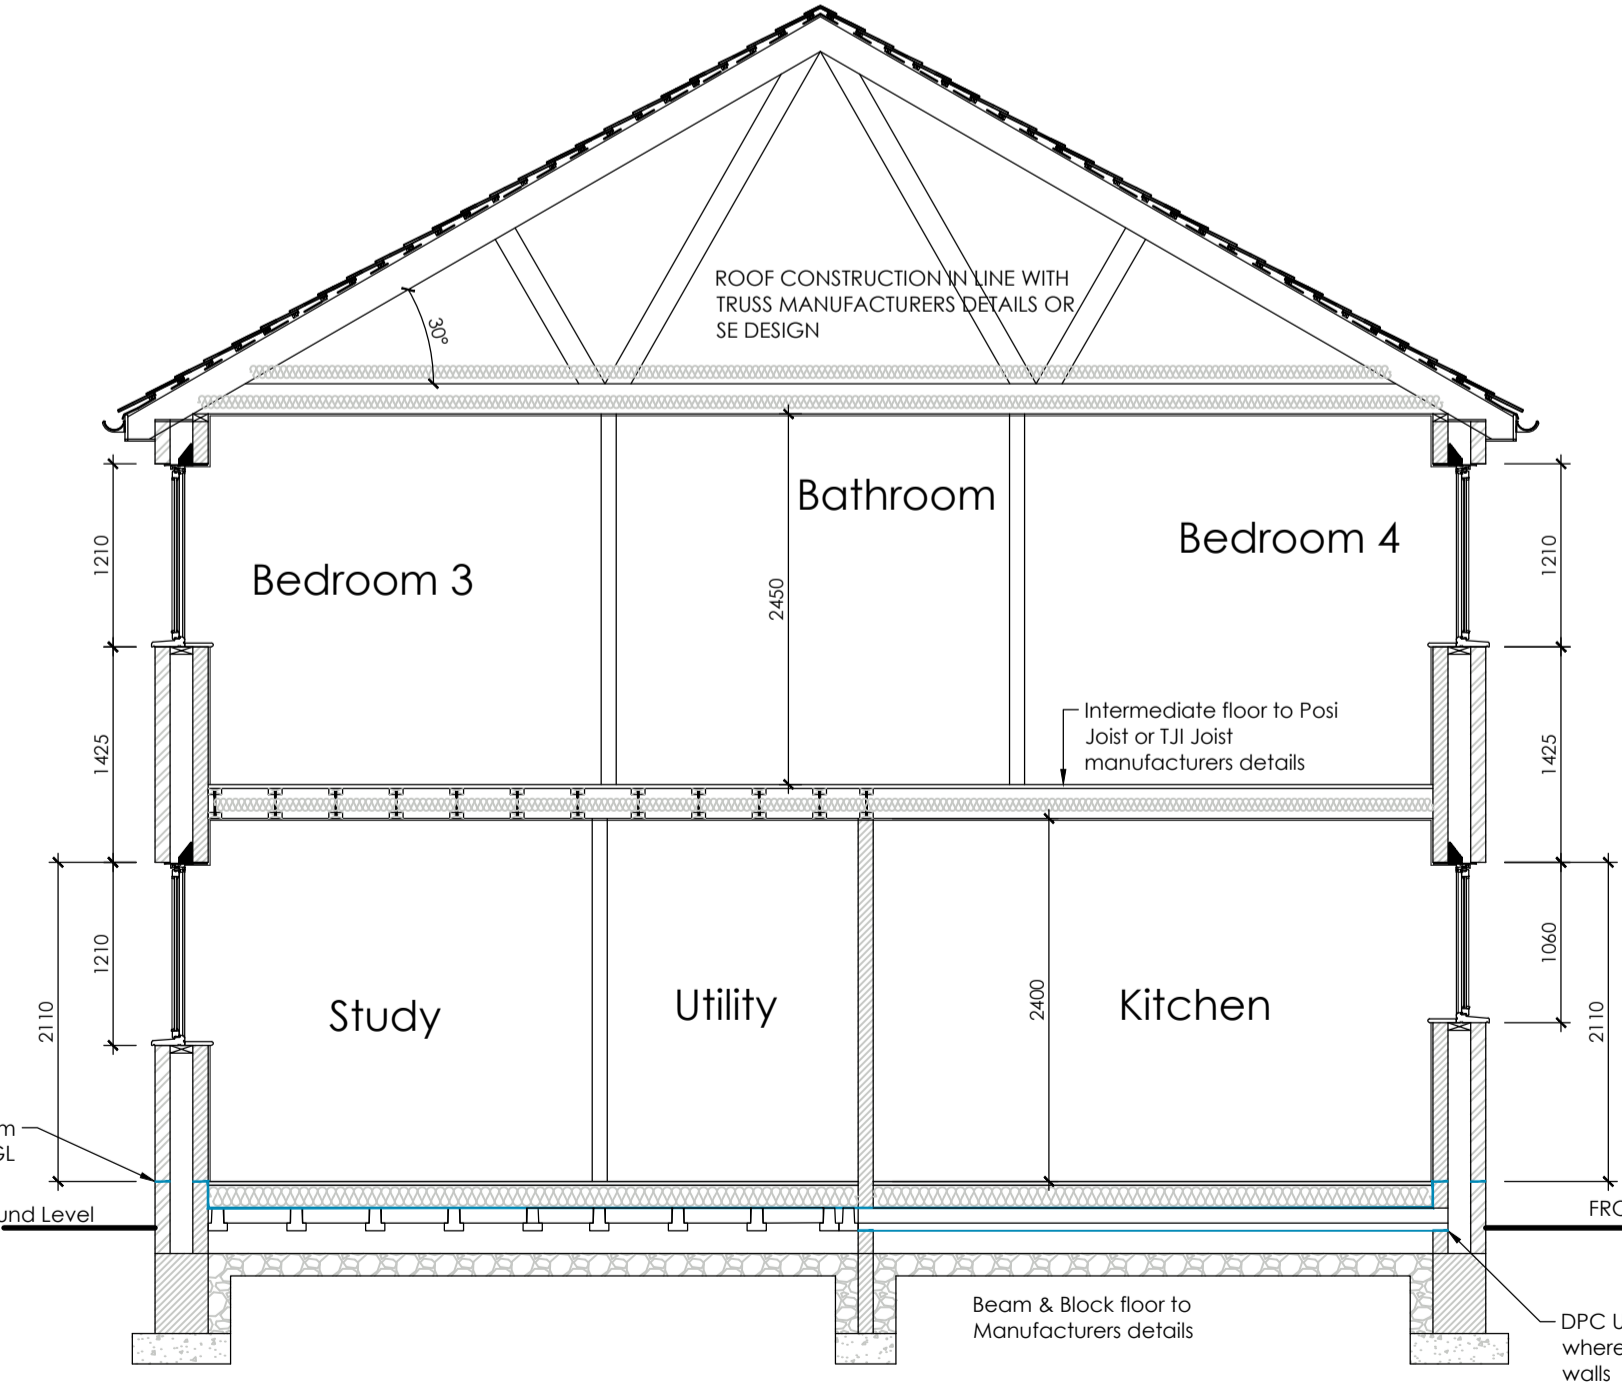 ROOF CONSTRUCTION IN LINE WITH
TRUSS MANUFACTURERS DETAILS OR
SE DESIGN
30°
Bathroom
Bedroom 4
Bedroom 3
1210
1210
2450
Intermediate floor to Posi
Joist or TJI Joist
manufacturers details
1425
1425
1210
1060
2110
2110
2400
Study
Utility
Kitchen
m
GL
und Level
FRO
Beam & Block floor to
Manufacturers details
DPC U
where
walls